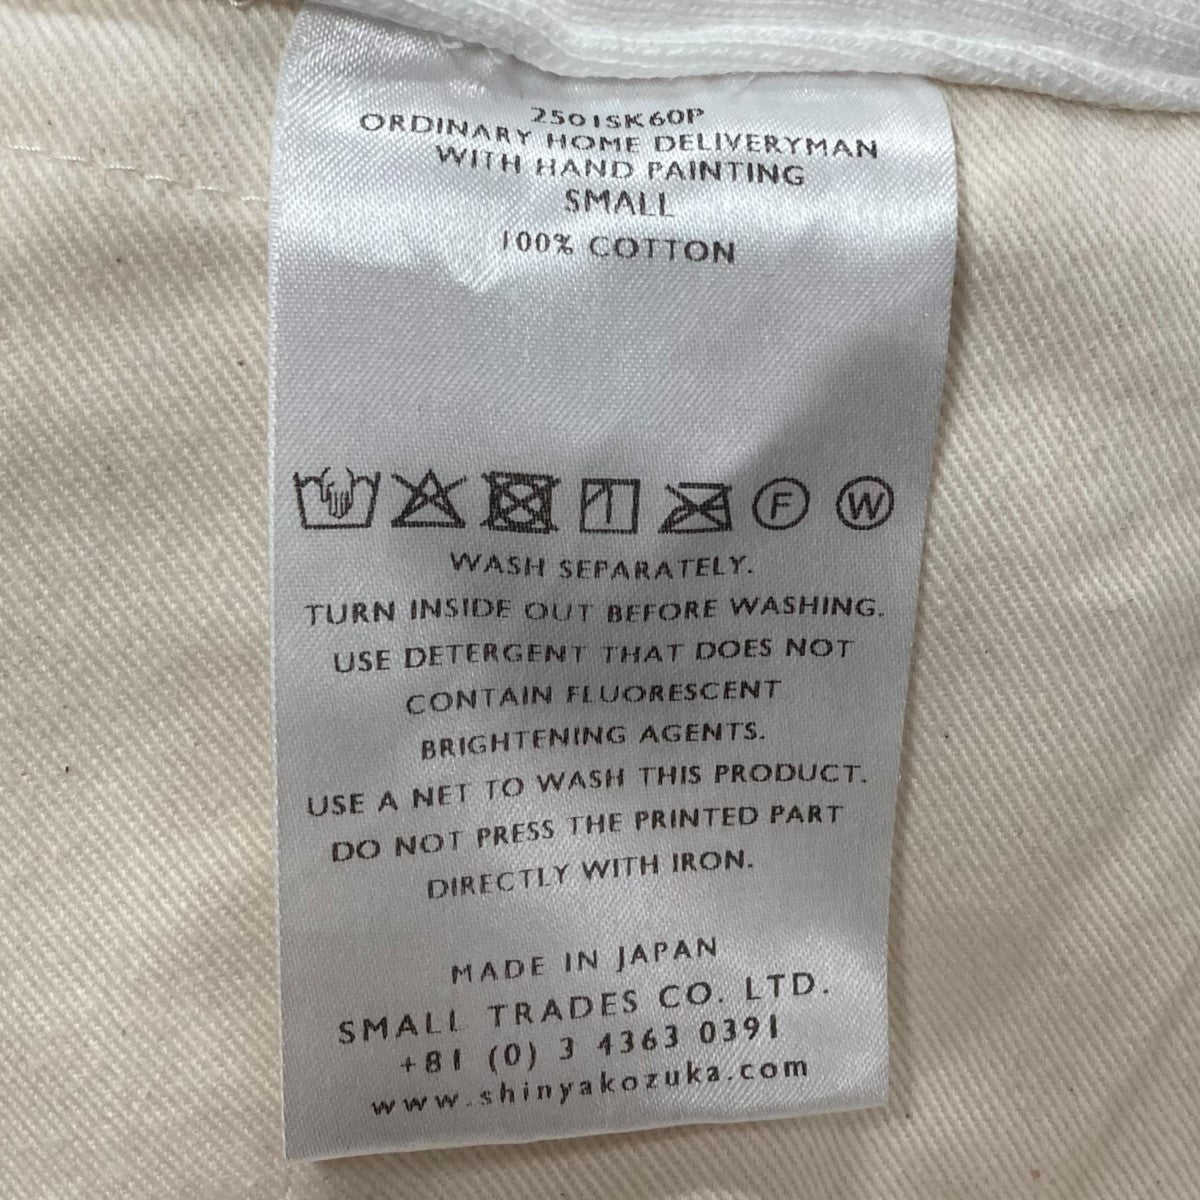 2501SK60P
ORDINARY HOME DELIVERYMAN
WITH HAND PAINTING
SMALL
100% COTTON
F W
WASH SEPARATELY.
TURN INSIDE OUT BEFORE WASHING.
USE DETERGENT THAT DOES NOT
CONTAIN FLUORESCENT
BRIGHTENING AGENTS.
USE A NET TO WASH THIS PRODUCT.
DO NOT PRESS THE PRINTED PART
DIRECTLY WITH IRON.
MADE IN JAPAN
SMALL TRADES CO. LTD.
+81 (0) 3 4363 0391
www.shinyakozuka.com